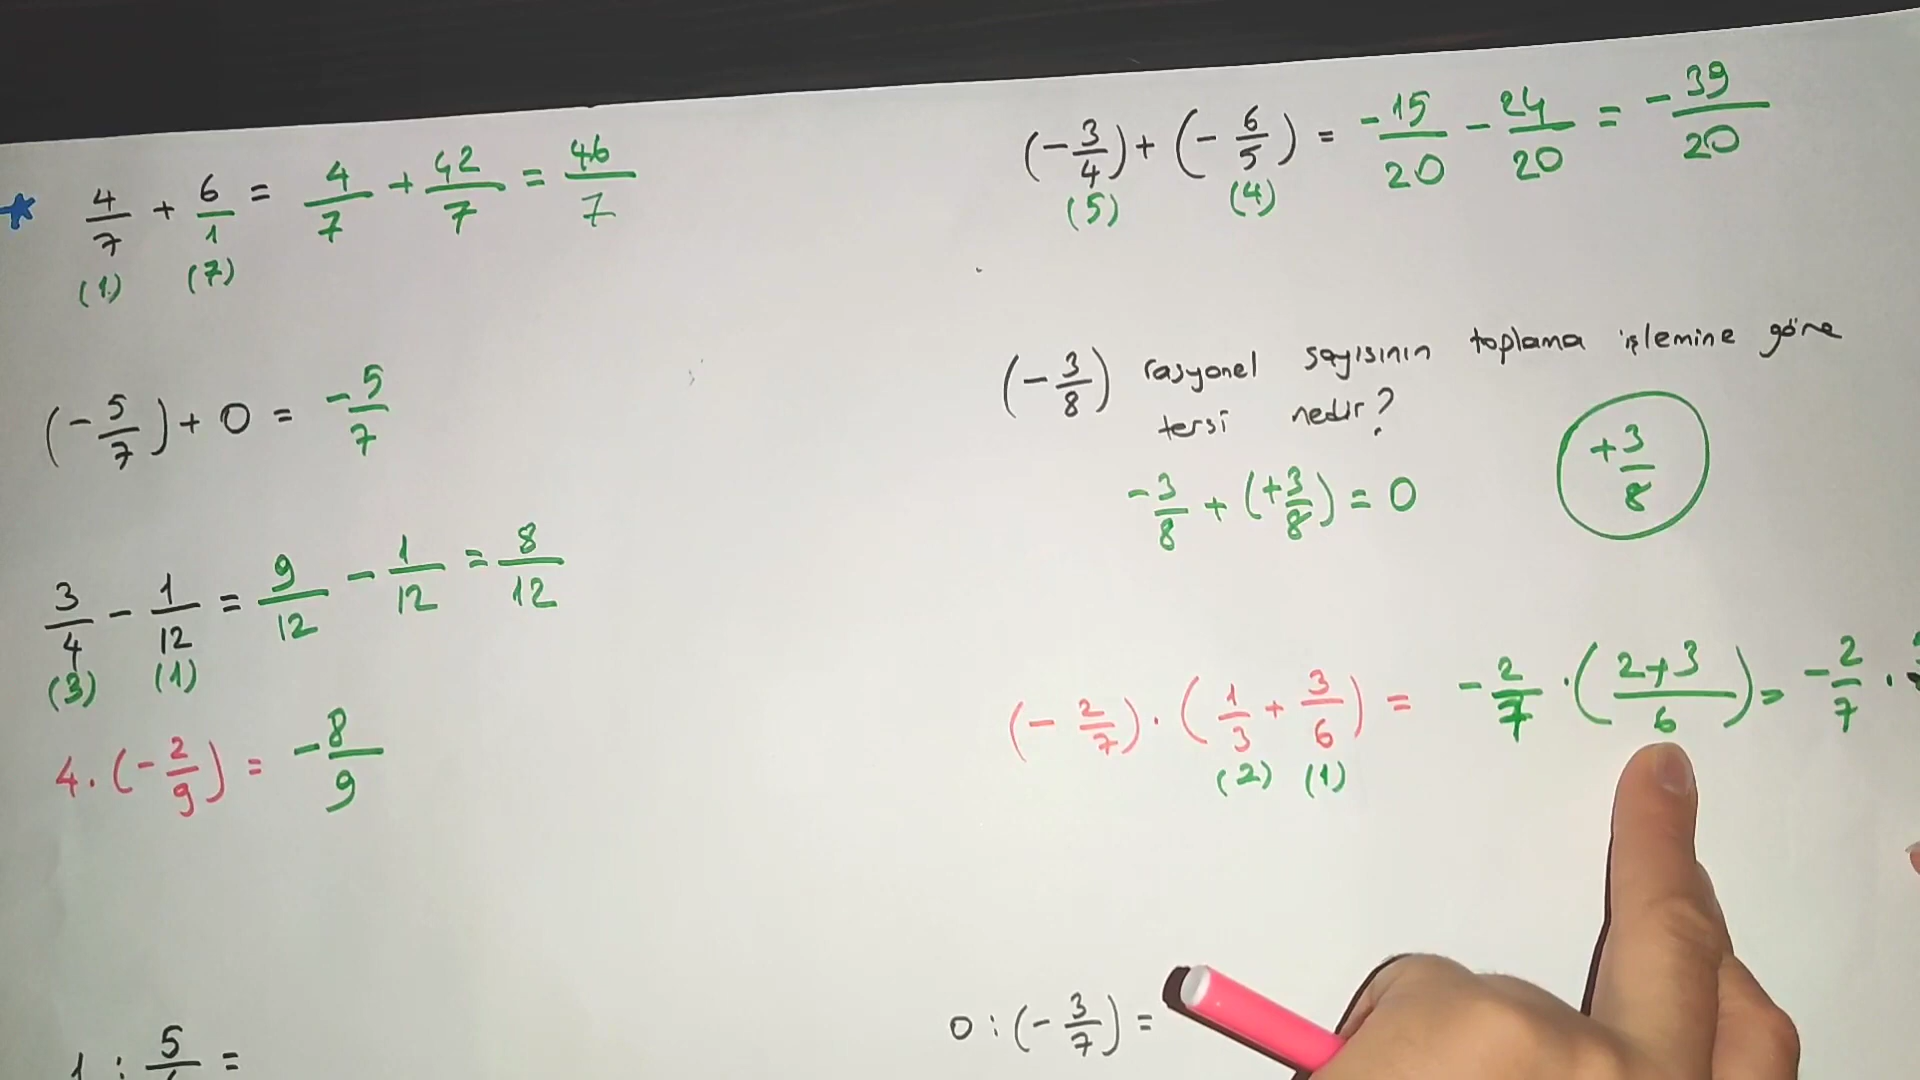 4/7 + 6/1 = 4/7 + 42/7 = 46/7
(1) (7)
(-5/7) + 0 = -5/7
3/4 - 1/12 = 9/12 - 1/12 = 8/12
(3) (1)
4 . (-2/9) = -8/9
1 : 5/ =
(-3/4) + (-6/5) = -15/20 - 24/20 = -39/20
(5) (4)
(-3/8) rasyonel sayısının toplama işlemine göre
tersi nedir?
+3/8
-3/8 + (+3/8) = 0
(-2/7) . (1/3 + 3/6) = -2/7 . (2+3/6) = -2/7 .
(2) (1)
0 : (-3/7) =